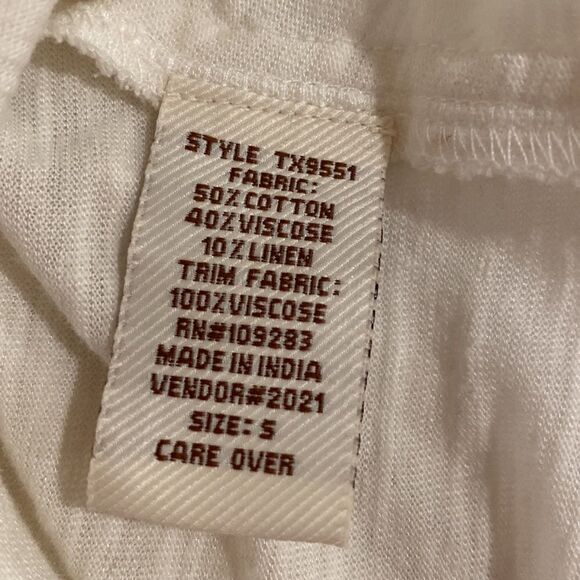 STYLE TX9551
FABRIC:
50%COTTON
40%VISCOSE
10%LINEN
TRIM FABRIC:
100%VISCOSE
RN#109283
MADE IN INDIA
VENDOR#2021
SIZE: S
CARE OVER